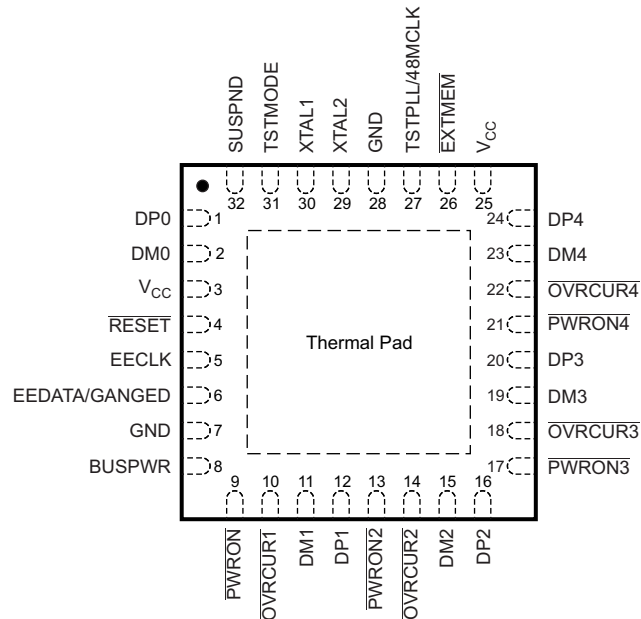 SUSPND
TSTMODE
XTAL1
XTAL2
GND
TSTPLL/48MCLK
EXTMEM
VCC
32
31
30
29
28
27
26
25
DP0 1
DM0 2
VCC 3
RESET 4
EECLK 5
EEDATA/GANGED 6
GND 7
BUSPWR 8
Thermal Pad
24 DP4
23 DM4
22 OVRCUR4
21 PWRON4
20 DP3
19 DM3
18 OVRCUR3
17 PWRON3
9
10
11
12
13
14
15
16
PWRON
OVRCUR1
DM1
DP1
PWRON2
OVRCUR2
DM2
DP2